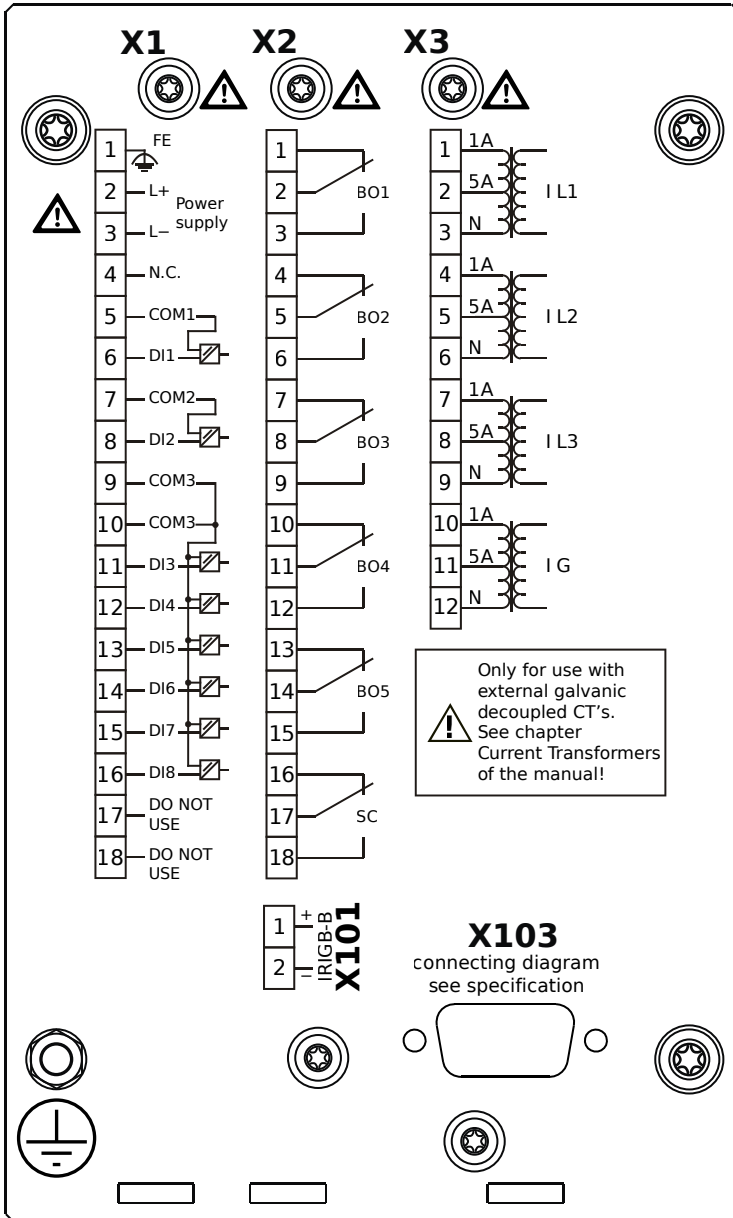 X1 X2 X3
1 FE
2 L+
Power
supply
3 L−
4 N.C.
5 COM1
6 DI1
7 COM2
8 DI2
9 COM3
10 COM3
11 DI3
12 DI4
13 DI5
14 DI6
15 DI7
16 DI8
17 DO NOT
USE
18 DO NOT
USE
1
2 BO1
3
4
5 BO2
6
7
8 BO3
9
10
11 BO4
12
13
14 BO5
15
16
17 SC
18
1 1A
2 5A I L1
3 N
4 1A
5 5A I L2
6 N
7 1A
8 5A I L3
9 N
10 1A
11 5A I G
12 N
Only for use with
external galvanic
decoupled CT's.
See chapter
Current Transformers
of the manual!
1 +
2 −
IRIGB-B
X101
X103
connecting diagram
see specification